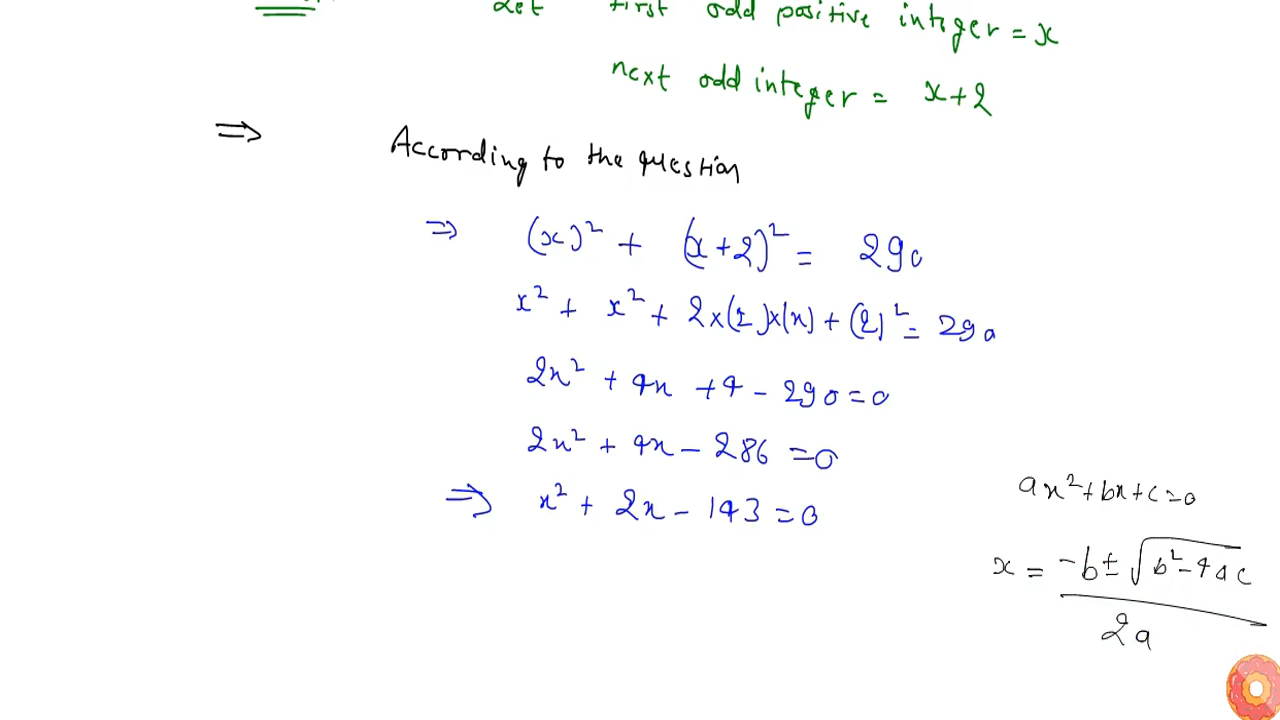 Let first odd positive integer = x
next odd integer = x+2
⇒ According to the question
⇒ (x)² + (x+2)² = 290
x² + x² + 2×(2)×(x) + (2)² = 290
2x² + 4x + 4 - 290 = 0
2x² + 4x - 286 = 0
⇒ x² + 2x - 143 = 0
ax² + bx + c = 0
x = -b ± √b² - 4ac
2a